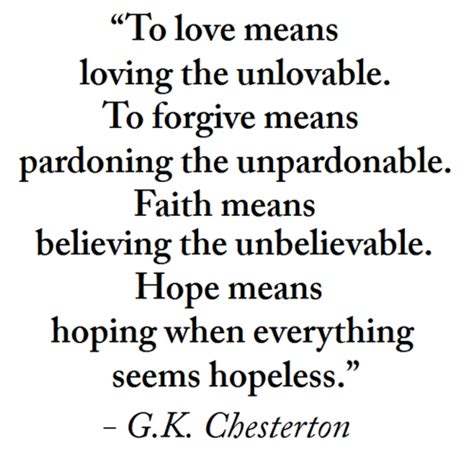 “To love means
loving the unlovable.
To forgive means
pardoning the unpardonable.
Faith means
believing the unbelievable.
Hope means
hoping when everything
seems hopeless.”
– G.K. Chesterton